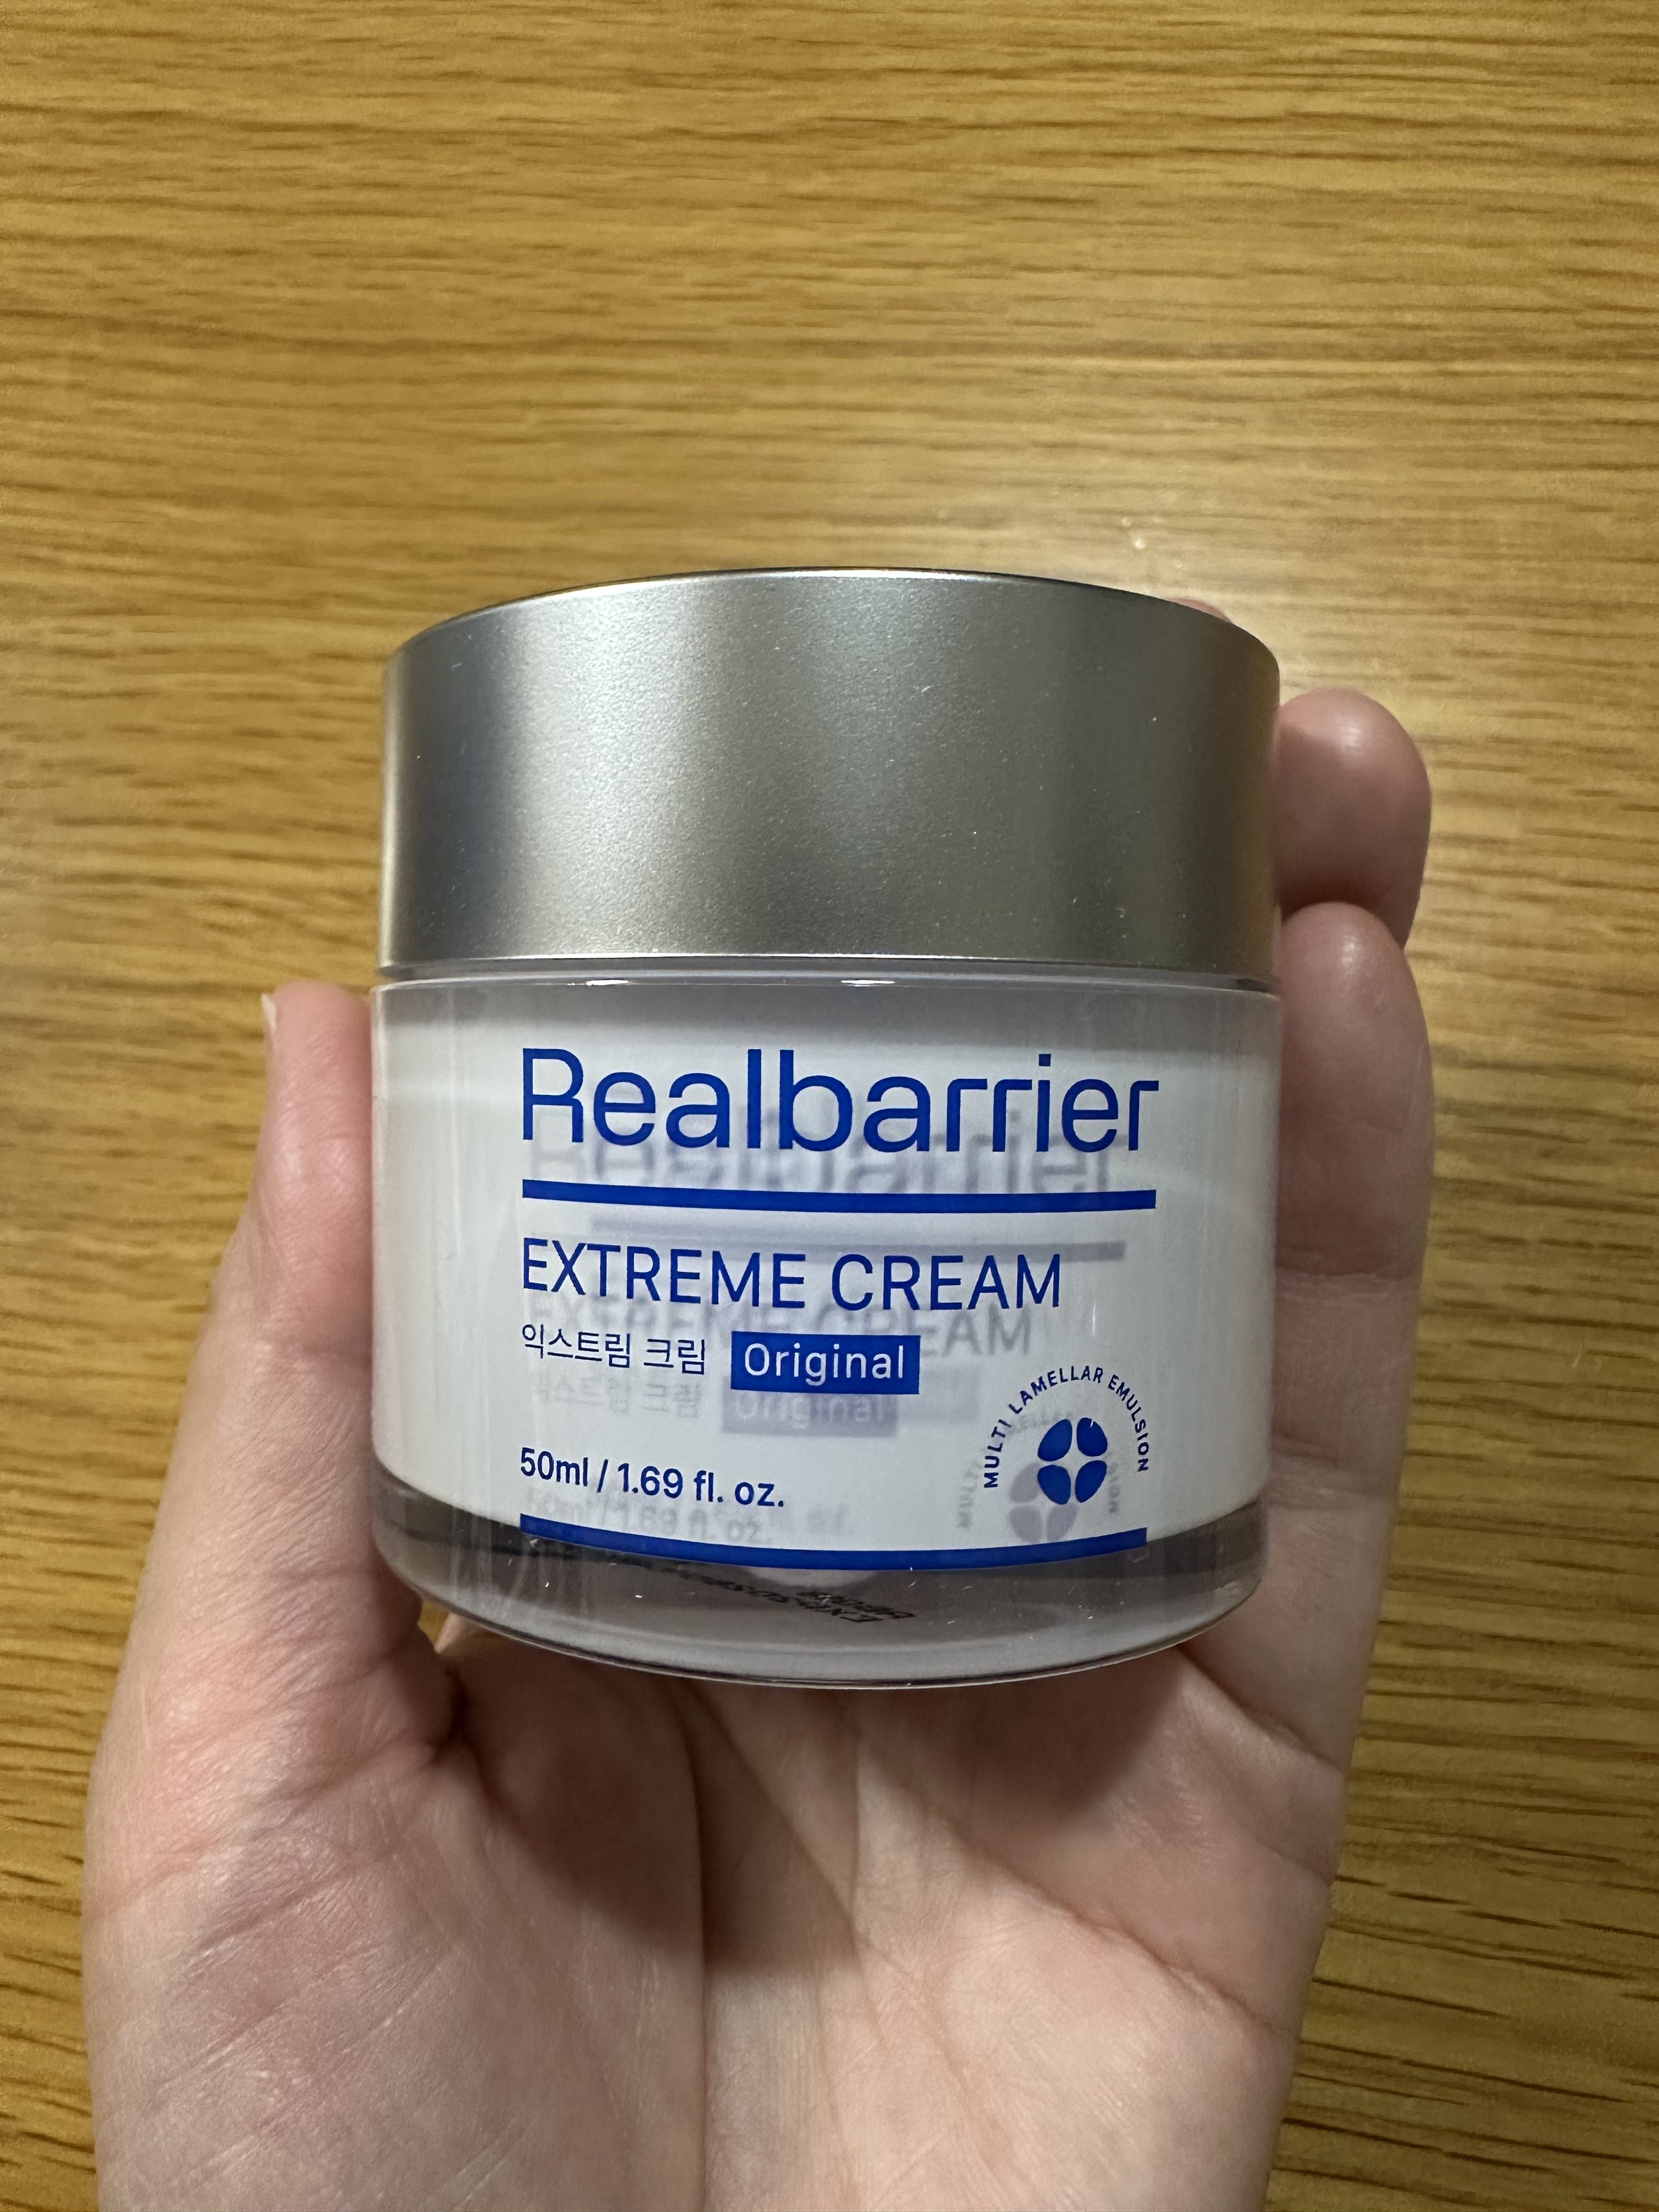 Realbarrier
EXTREME CREAM
익스트림 크림 Original
MULTI LAMELLAR EMULSION
50ml / 1.69 fl. oz.